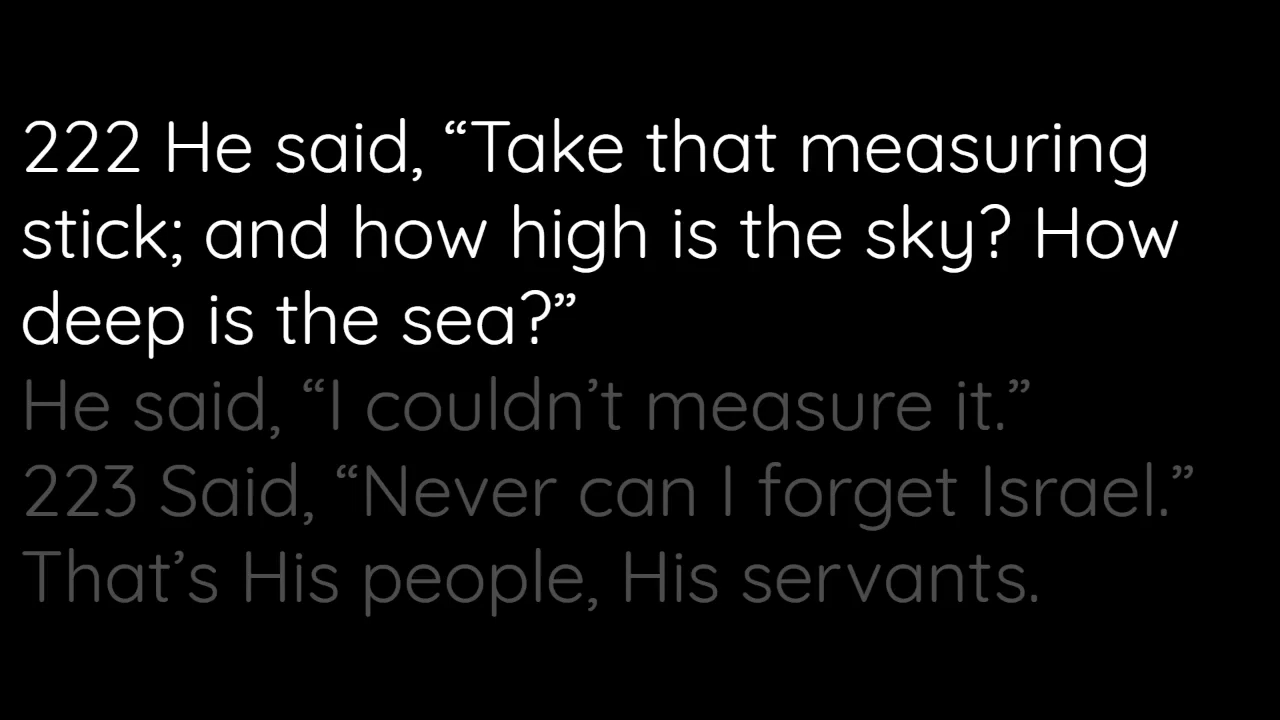 222 He said, “Take that measuring
stick; and how high is the sky? How
deep is the sea?”
He said, “I couldn’t measure it.”
223 Said, “Never can I forget Israel.”
That’s His people, His servants.